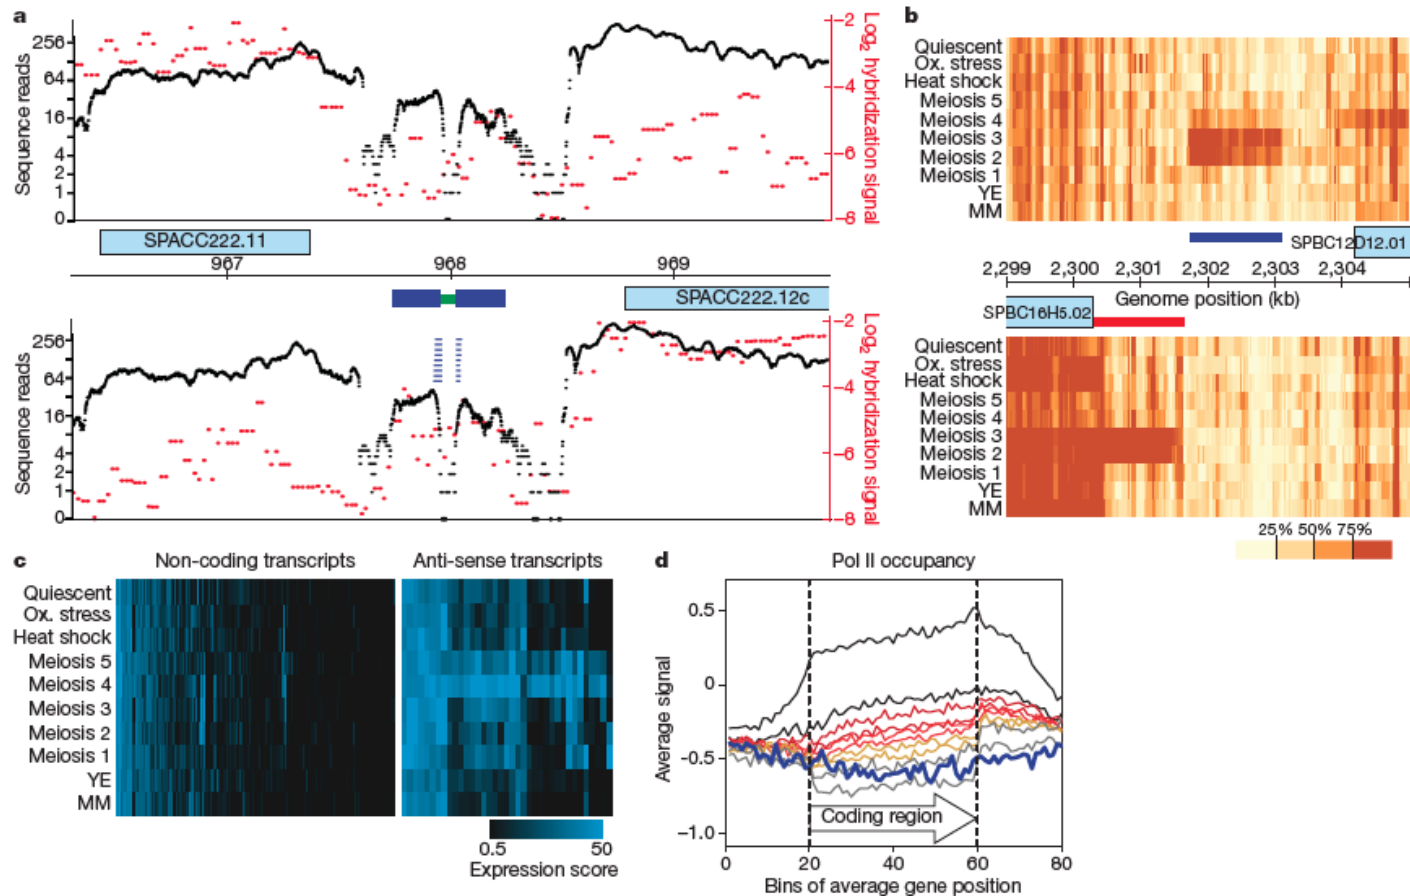 a
Sequence reads
256
64
16
4
2
1
0
−2
−4
−6
−8
Log2 hybridization signal
SPACC222.11
967
968
969
SPACC222.12c
Sequence reads
256
64
16
4
2
1
0
−2
−4
−6
−8
Log2 hybridization signal
b
Quiescent
Ox. stress
Heat shock
Meiosis 5
Meiosis 4
Meiosis 3
Meiosis 2
Meiosis 1
YE
MM
SPBC12D12.01
2,299
2,300
2,301
2,302
2,303
2,304
Genome position (kb)
SPBC16H5.02
Quiescent
Ox. stress
Heat shock
Meiosis 5
Meiosis 4
Meiosis 3
Meiosis 2
Meiosis 1
YE
MM
25% 50% 75%
c
Non-coding transcripts
Anti-sense transcripts
Quiescent
Ox. stress
Heat shock
Meiosis 5
Meiosis 4
Meiosis 3
Meiosis 2
Meiosis 1
YE
MM
0.5
50
Expression score
d
Pol II occupancy
Average signal
0.5
0
−0.5
−1.0
Coding region
0
20
40
60
80
Bins of average gene position